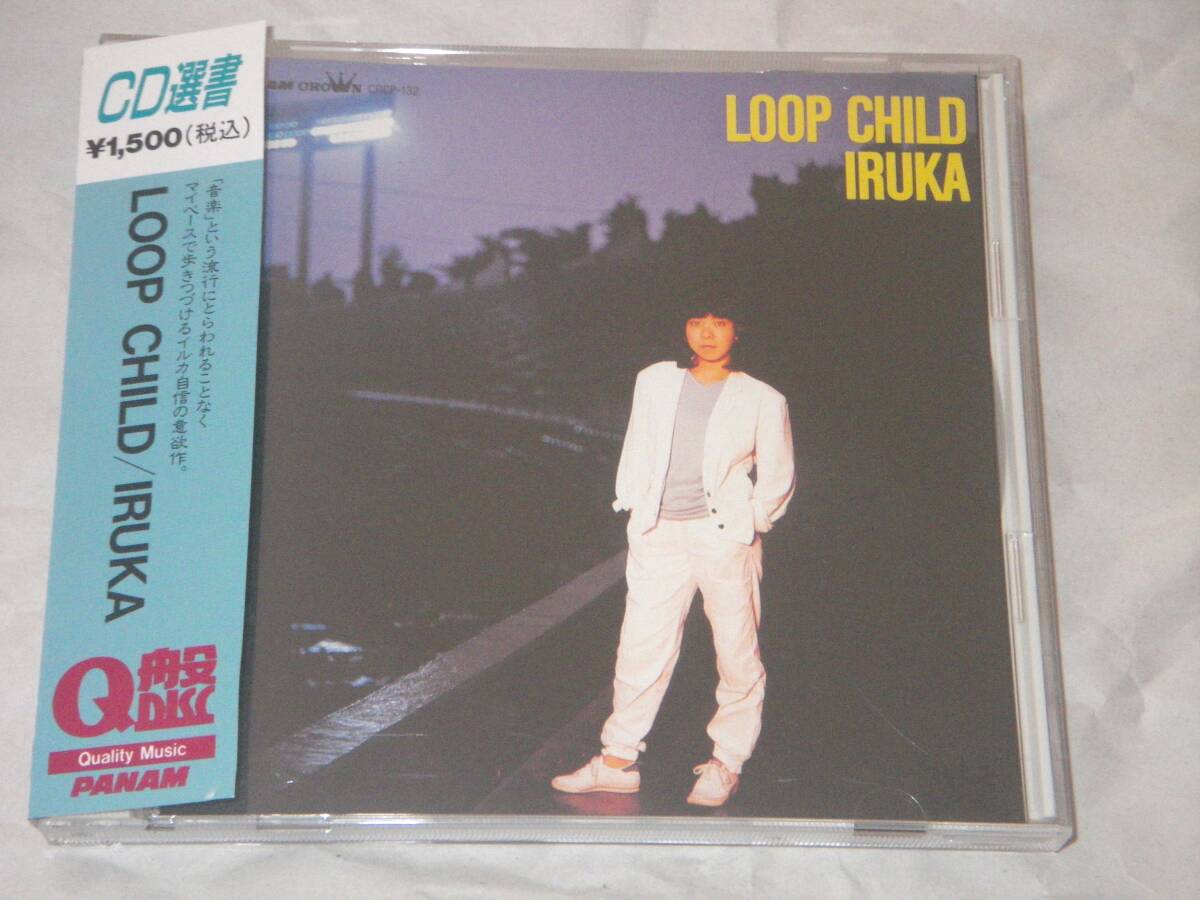 CD選書
¥1,500(税込)
「音楽」という流行にとらわれることなく
マイペースで歩きつづけるイルカ自信の意欲作。
LOOP CHILD/IRUKA
Q盤
Quality Music
PANAM
AM CROWN CRCP-132
LOOP CHILD
IRUKA